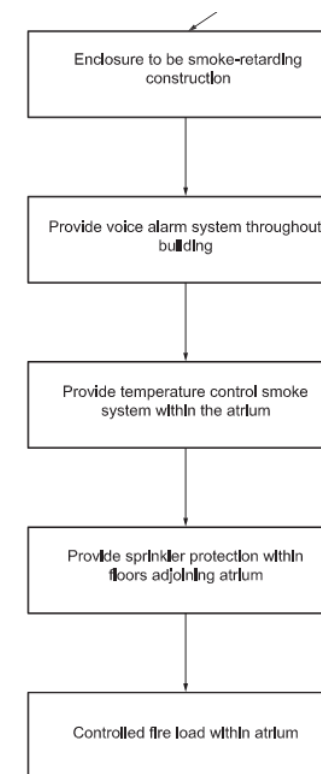 Enclosure to be smoke-retarding
construction
Provide voice alarm system throughout
building
Provide temperature control smoke
system within the atrium
Provide sprinkler protection within
floors adjoining atrium
Controlled fire load within atrium